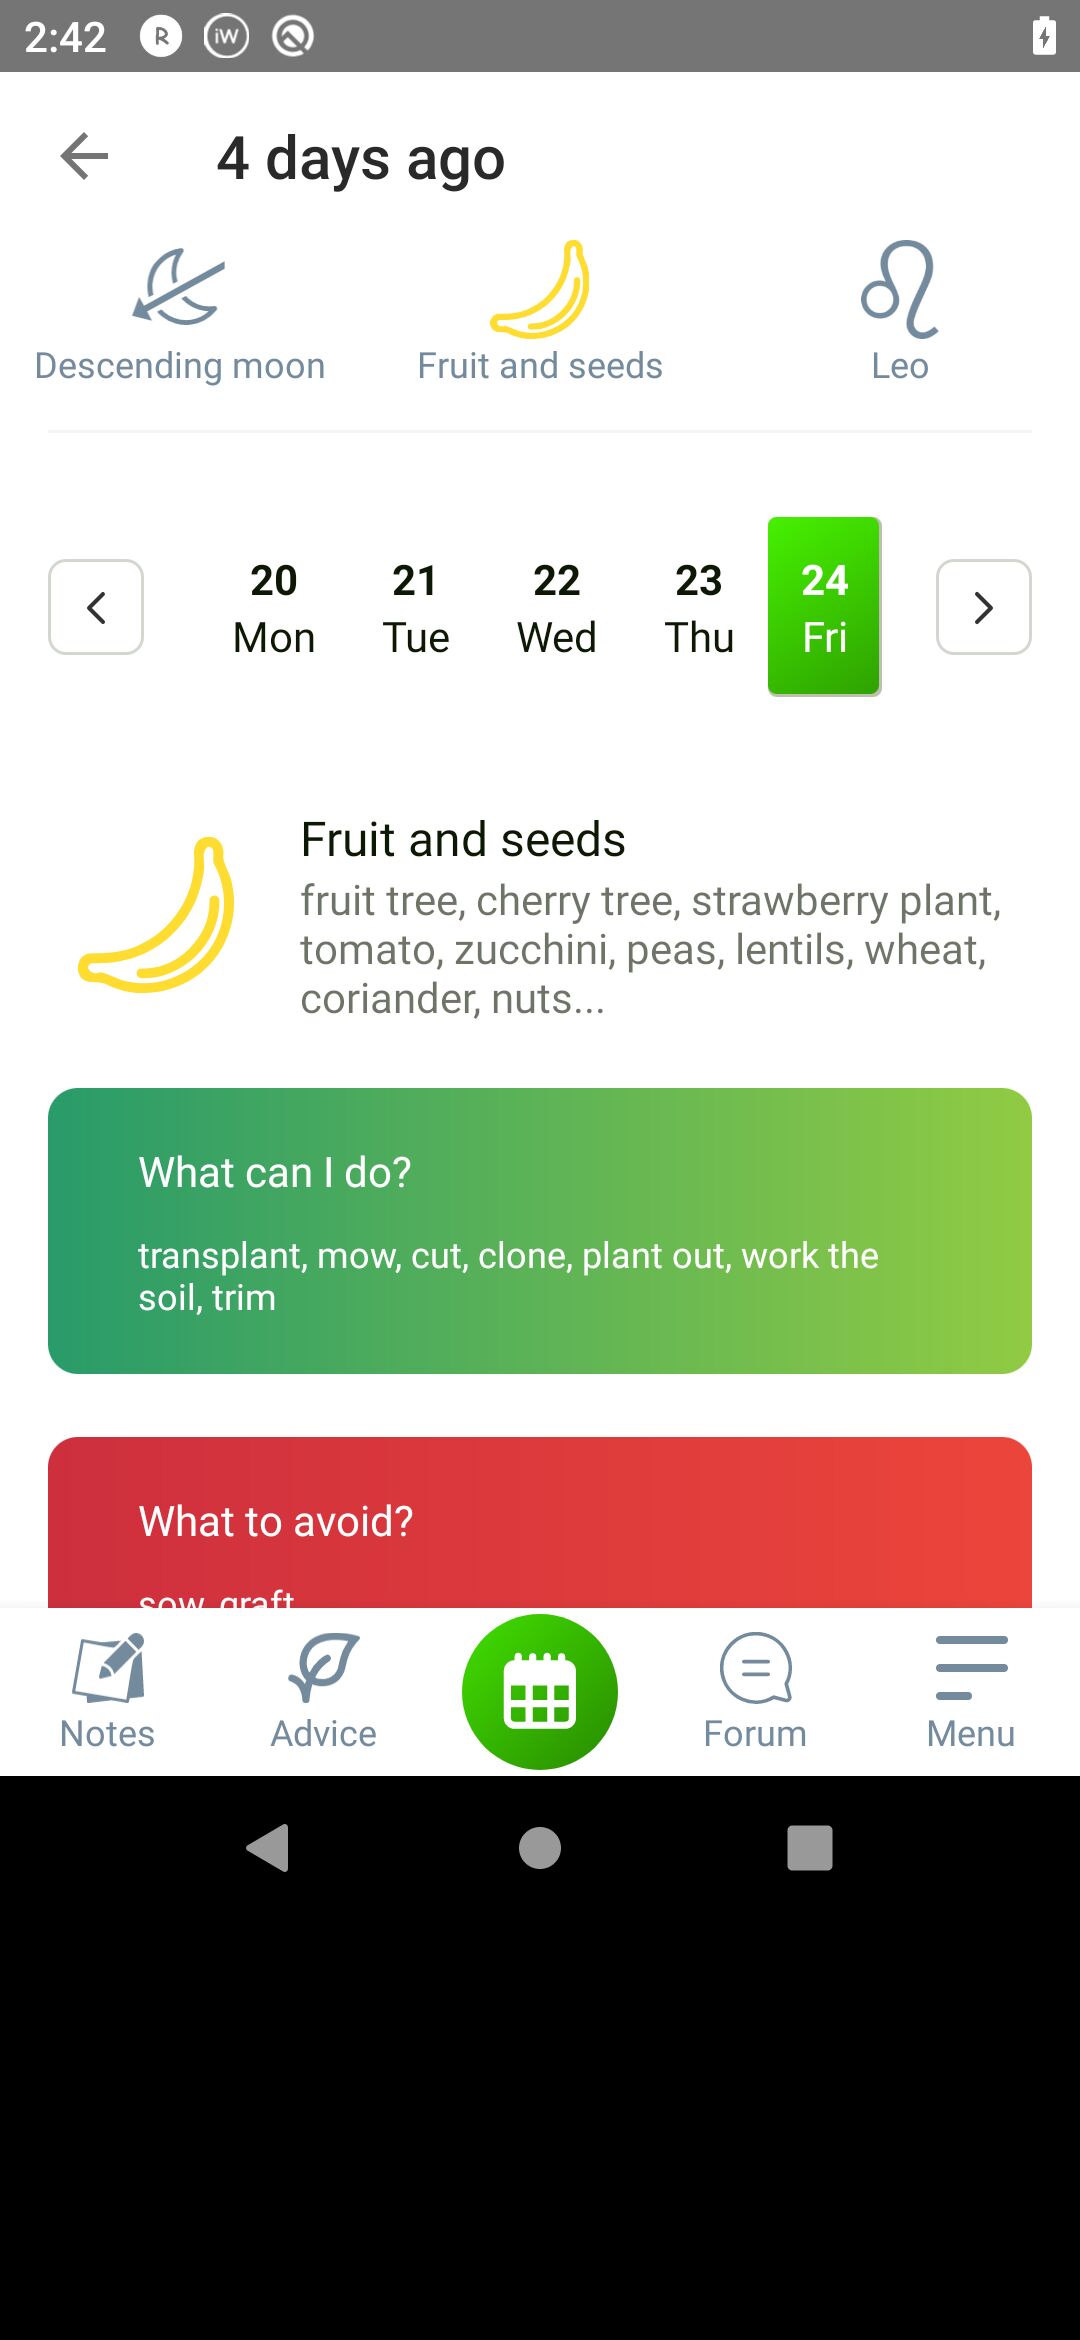 2:42
4 days ago
Descending moon
Fruit and seeds
Leo
20 21 22 23 24
Mon Tue Wed Thu Fri
Fruit and seeds
fruit tree, cherry tree, strawberry plant,
tomato, zucchini, peas, lentils, wheat,
coriander, nuts...
What can I do?
transplant, mow, cut, clone, plant out, work the
soil, trim
What to avoid?
sow, graft
Notes
Advice
Forum
Menu